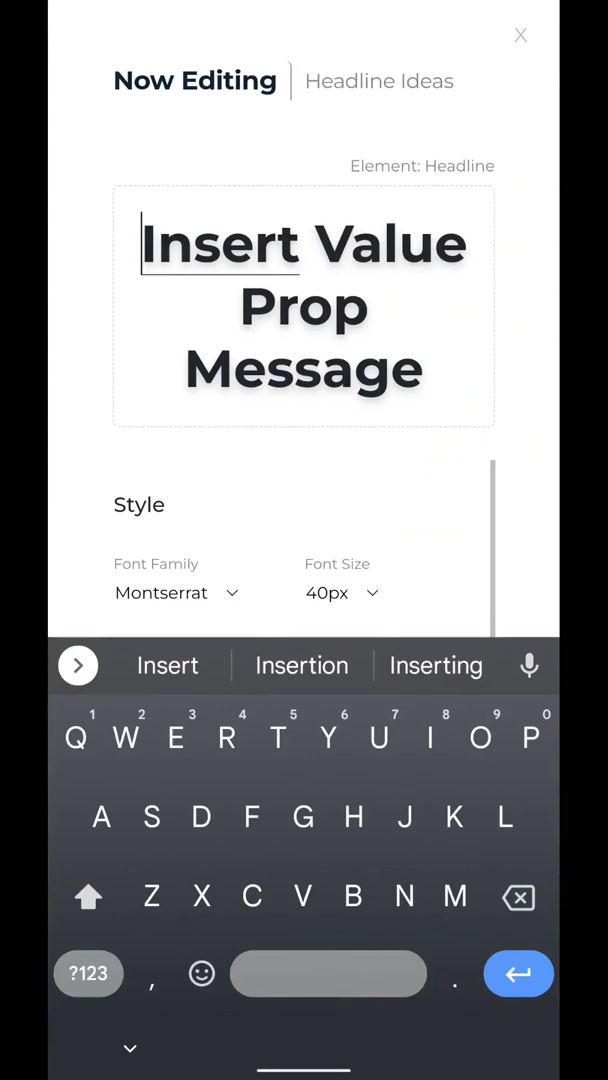 X
Now Editing | Headline Ideas
Element: Headline
Insert Value
Prop
Message
Style
Font Family Font Size
Montserrat 40px
Insert Insertion Inserting
1 2 3 4 5 6 7 8 9 0
Q W E R T Y U I O P
A S D F G H J K L
Z X C V B N M
?123 , .